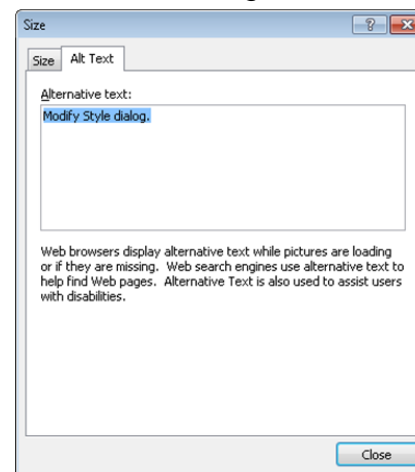 Size
Size Alt Text
Alternative text:
Modify Style dialog.
Web browsers display alternative text while pictures are loading
or if they are missing. Web search engines use alternative text to
help find Web pages. Alternative Text is also used to assist users
with disabilities.
Close